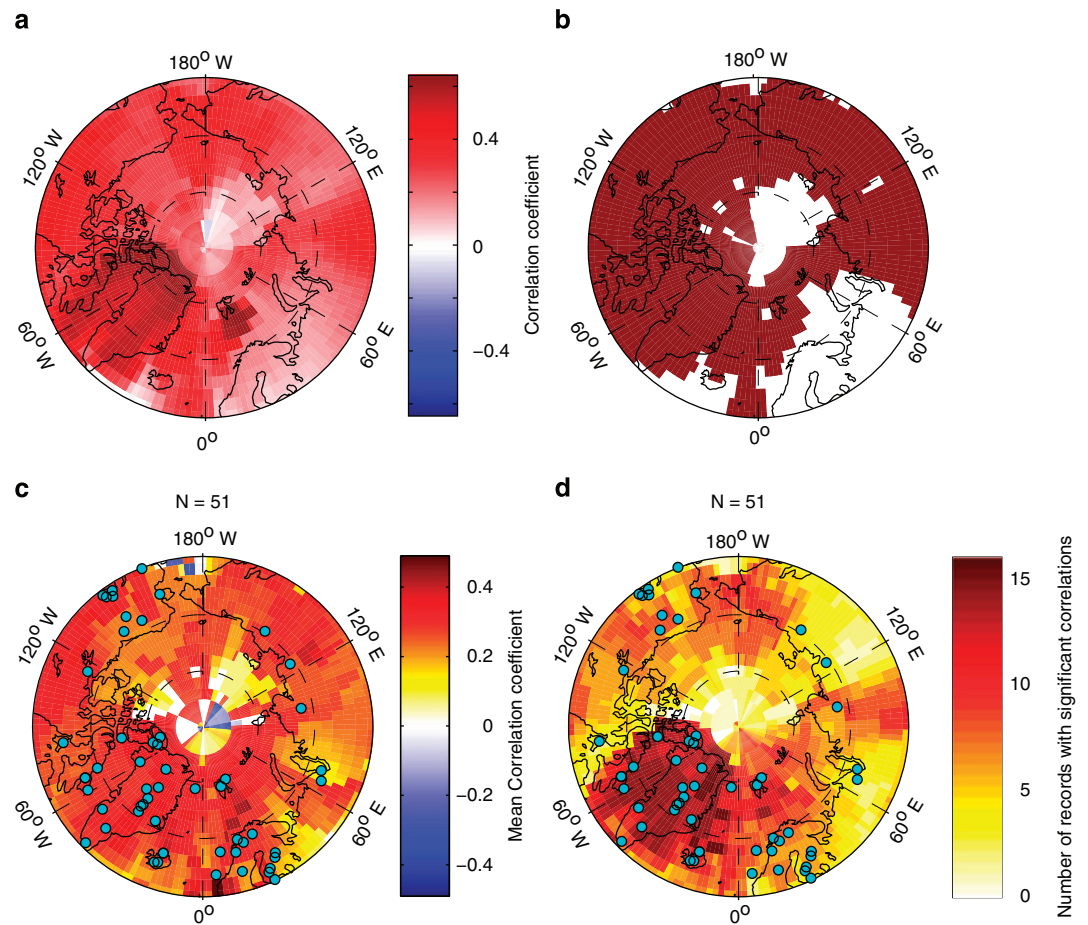 a
180° W
120° W
120° E
60° W
60° E
0°
0.4
0
−0.4
Correlation coefficient
b
180° W
120° W
120° E
60° W
60° E
0°
c
N = 51
180° W
120° W
120° E
60° W
60° E
0°
0.4
0.2
0
−0.2
−0.4
Mean Correlation coefficient
d
N = 51
180° W
120° W
120° E
60° W
60° E
0°
15
10
5
0
Number of records with significant correlations